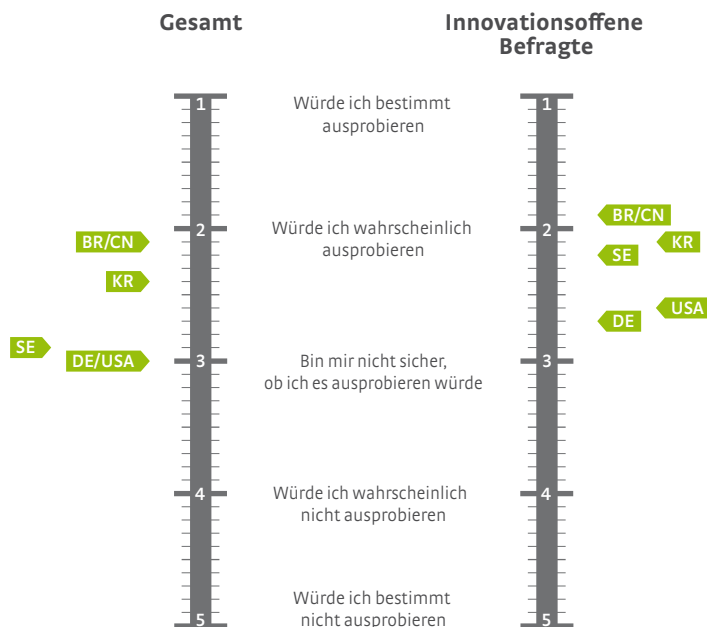 Gesamt
Innovationsoffene
Befragte
1
Würde ich bestimmt
ausprobieren
1
2
Würde ich wahrscheinlich
ausprobieren
2
BR/CN
BR/CN
KR
SE
KR
USA
DE
SE
DE/USA
3
Bin mir nicht sicher,
ob ich es ausprobieren würde
3
4
Würde ich wahrscheinlich
nicht ausprobieren
4
5
Würde ich bestimmt
nicht ausprobieren
5